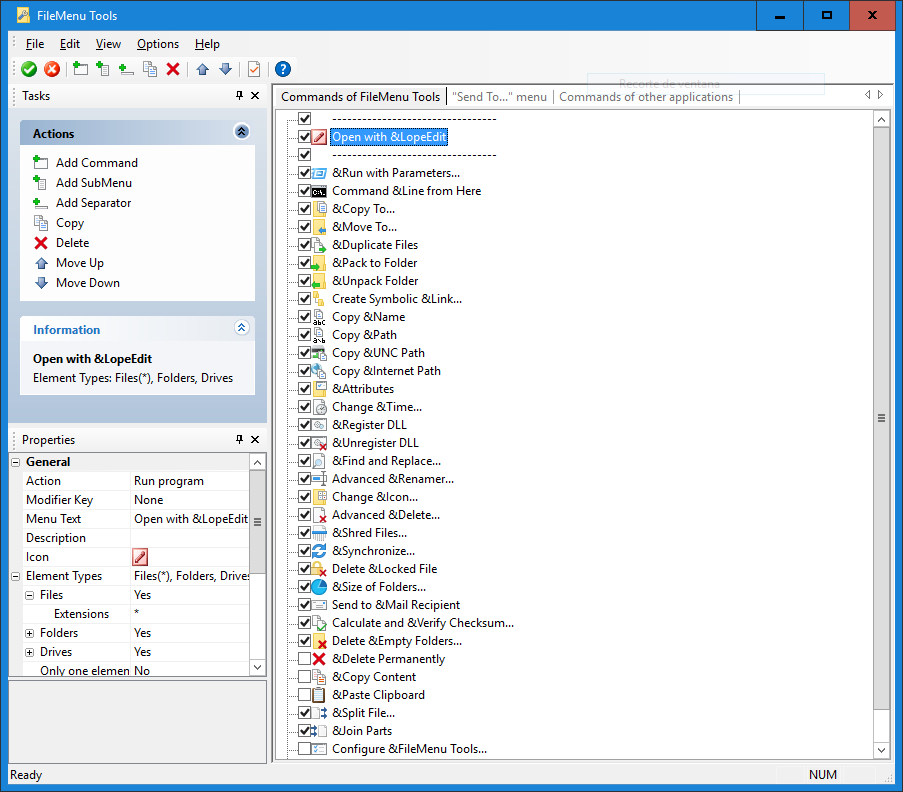 FileMenu Tools
File Edit View Options Help
Recorte de ventana
Tasks
Actions
Add Command
Add SubMenu
Add Separator
Copy
Delete
Move Up
Move Down
Information
Open with &LopeEdit
Element Types: Files(*), Folders, Drives
Properties
General
Action Run program
Modifier Key None
Menu Text Open with &LopeEdit
Description
Icon
Element Types Files(*), Folders, Drives
Files Yes
Extensions *
Folders Yes
Drives Yes
Only one elemen No
Commands of FileMenu Tools "Send To..." menu Commands of other applications
---------------------------------
Open with &LopeEdit
---------------------------------
&Run with Parameters...
C:\. Command &Line from Here
&Copy To...
&Move To...
&Duplicate Files
&Pack to Folder
&Unpack Folder
Create Symbolic &Link...
abc Copy &Name
a\b Copy &Path
Copy &UNC Path
Copy &Internet Path
&Attributes
Change &Time...
&Register DLL
&Unregister DLL
&Find and Replace...
Advanced &Renamer...
Change &Icon...
Advanced &Delete...
&Shred Files...
&Synchronize...
Delete &Locked File
&Size of Folders...
Send to &Mail Recipient
Calculate and &Verify Checksum...
Delete &Empty Folders...
&Delete Permanently
&Copy Content
&Paste Clipboard
&Split File...
&Join Parts
Configure &FileMenu Tools...
Ready NUM